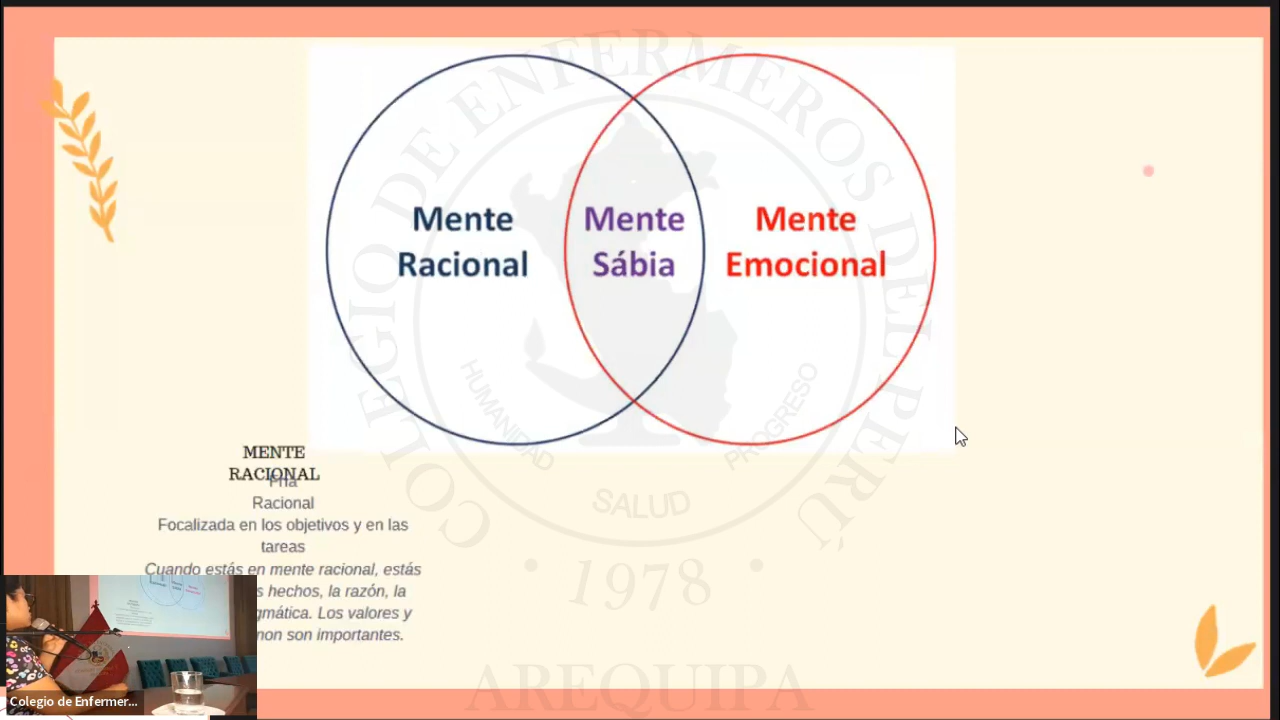 COLEGIO DE ENFERMEROS DEL PERÚ
Mente
Racional
Mente
Sábia
Mente
Emocional
HUMANIDAD
PROGRESO
SALUD
• 1978 •
AREQUIPA
MENTE
RACIONAL
Fría
Racional
Focalizada en los objetivos y en las
tareas
Cuando estás en mente racional, estás
hechos, la razón, la
Los valores y
non son importantes.
Colegio de Enfermer...